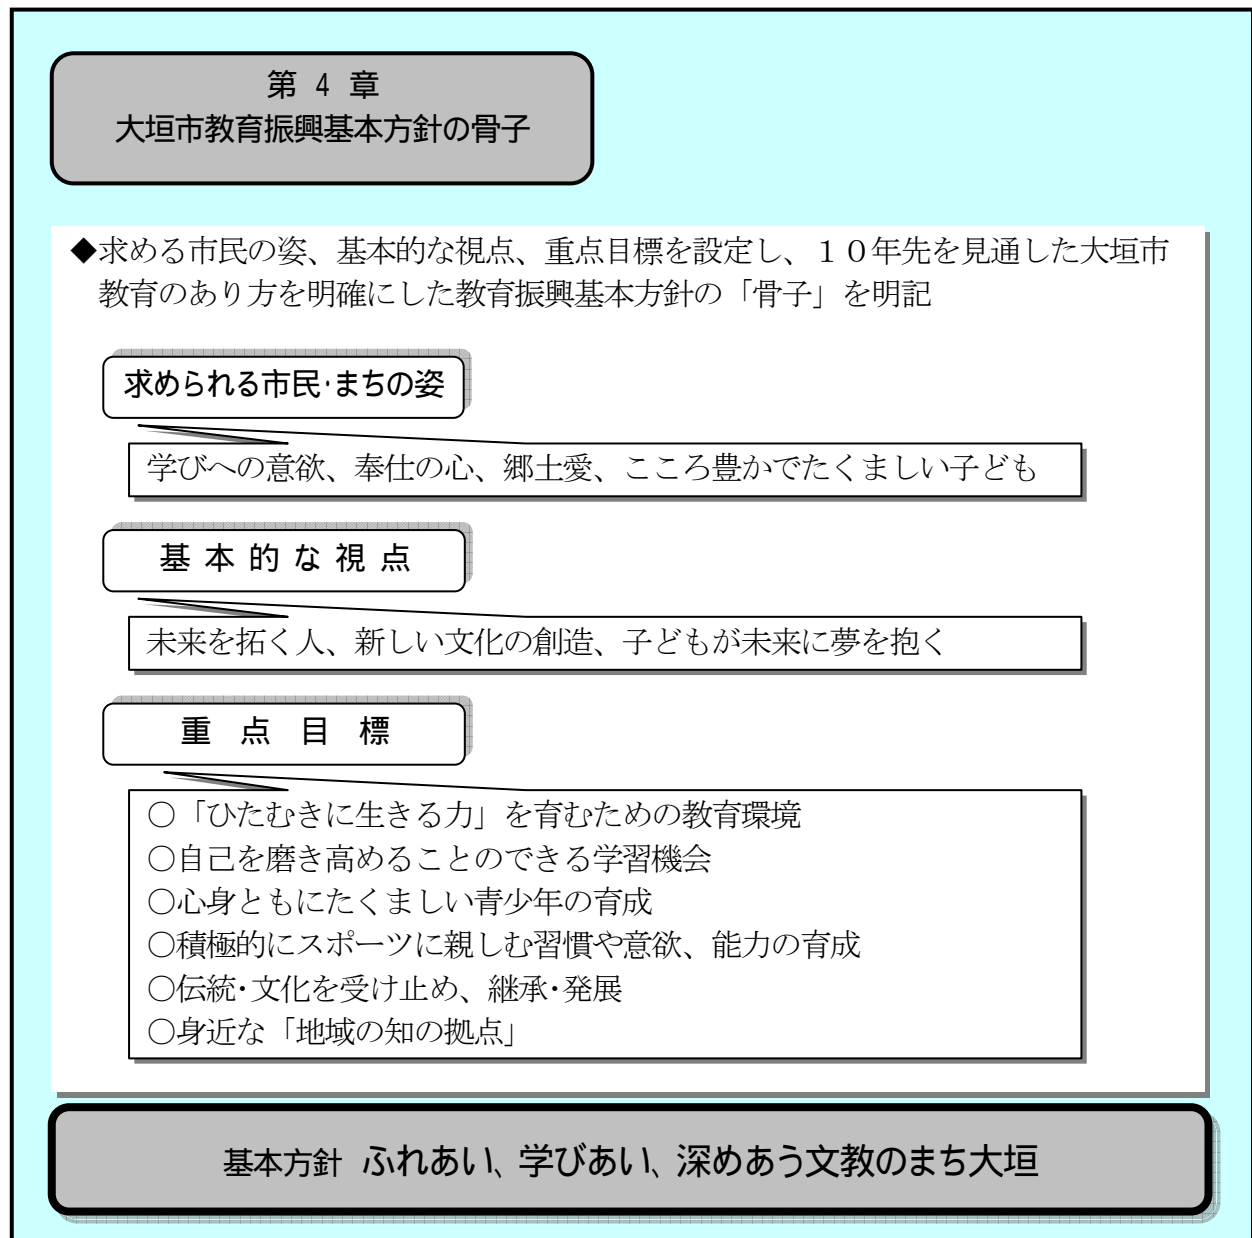 第 4 章
大垣市教育振興基本方針の骨子
◆求める市民の姿、基本的な視点、重点目標を設定し、１０年先を見通した大垣市
教育のあり方を明確にした教育振興基本方針の「骨子」を明記
求められる市民･まちの姿
学びへの意欲、奉仕の心、郷土愛、こころ豊かでたくましい子ども
基 本 的 な 視 点
未来を拓く人、新しい文化の創造、子どもが未来に夢を抱く
重 点 目 標
○「ひたむきに生きる力」を育むための教育環境
○自己を磨き高めることのできる学習機会
○心身ともにたくましい青少年の育成
○積極的にスポーツに親しむ習慣や意欲、能力の育成
○伝統･文化を受け止め、継承･発展
○身近な「地域の知の拠点」
基本方針 ふれあい、学びあい、深めあう文教のまち大垣